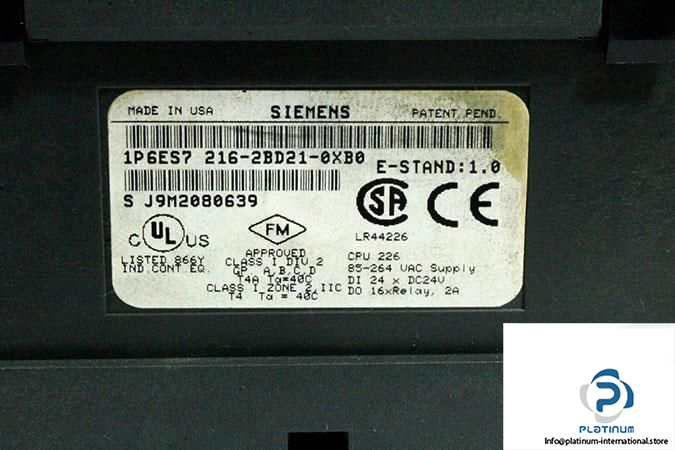 MADE IN USA SIEMENS PATENT PEND.
1P6ES7 216-2BD21-0XB0
E-STAND:1.0
S J9M2080639
SA
CE
LR44226
C UL US
LISTED 866Y
IND.CONT.EQ.
FM
APPROVED
CLASS I DIV 2
GP. A,B,C,D
T4A Ta=40C
CLASS I ZONE 2,IIC
T4 Ta = 40C
CPU 226
85-264 VAC Supply
DI 24 x DC24V
DO 16xRelay, 2A
PLATINUM
Info@platinum-international.store